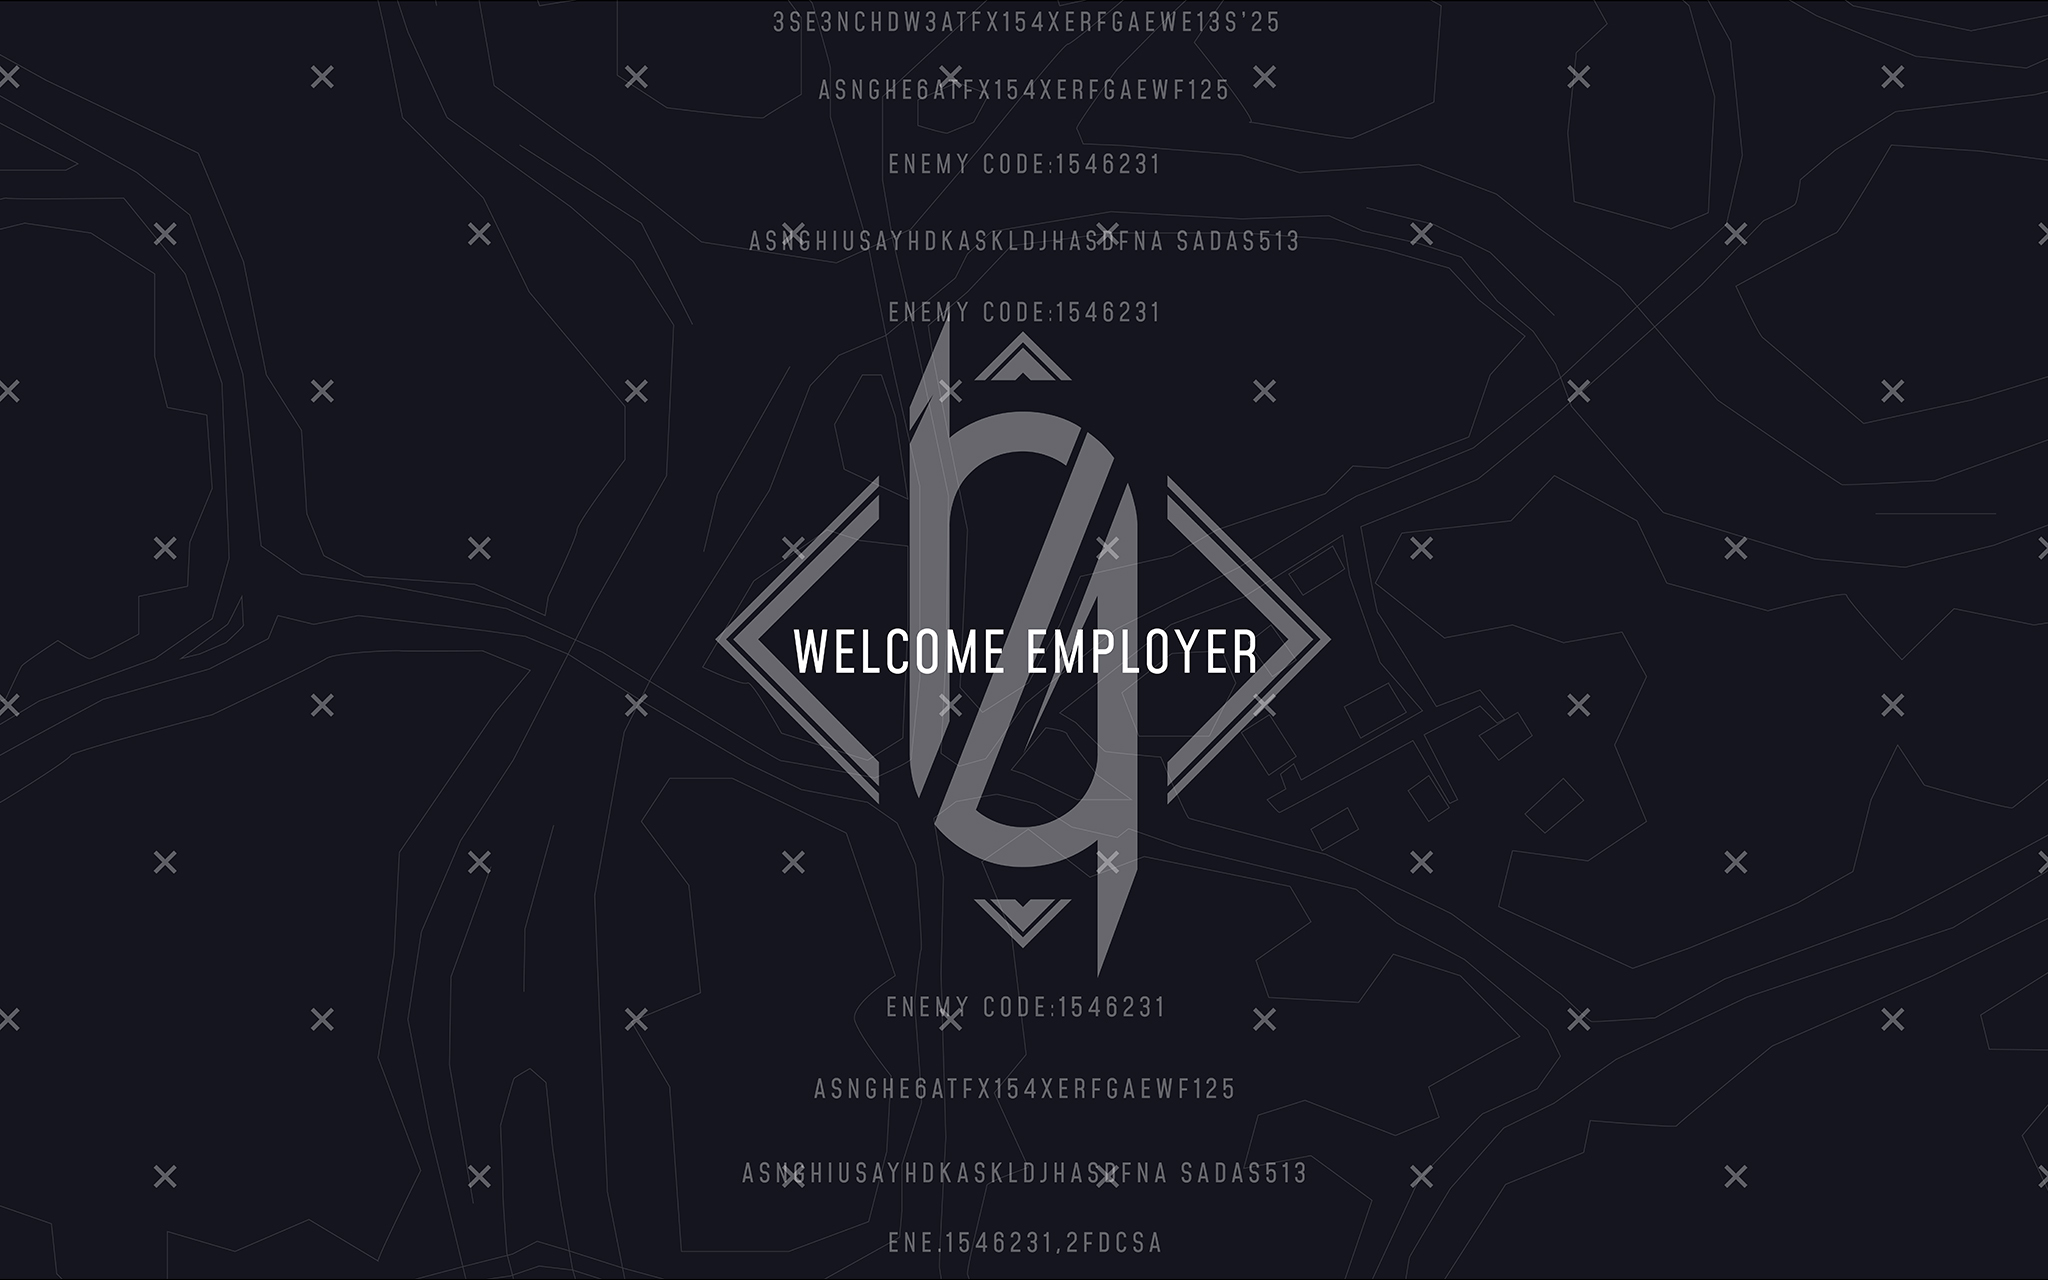 3SE3NCHDW3ATFX154XERFGAEWE13S'25
ASNGHE6ATFX154XERFGAEWF125
ENEMY CODE:1546231
ASNGHIUSAYHDKASKLDJHASDFNA SADAS513
ENEMY CODE:1546231
WELCOME EMPLOYER
ENEMY CODE:1546231
ASNGHE6ATFX154XERFGAEWF125
ASNGHIUSAYHDKASKLDJHASDFNA SADAS513
ENE.1546231,2FDCSA